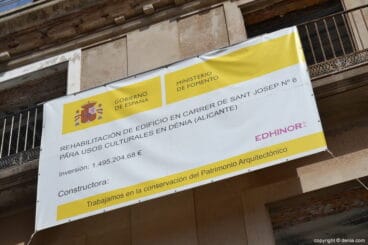 GOBIERNO
DE ESPAÑA
MINISTERIO
DE FOMENTO
REHABILITACIÓN DE EDIFICIO EN CARRER DE SANT JOSEP Nº 6
PARA USOS CULTURALES EN DÉNIA (ALICANTE)
Inversión: 1.495.204,68 €
Constructora:
EDHINOR
Trabajamos en la conservación del Patrimonio Arquitectónico
copyright © www.denia.com